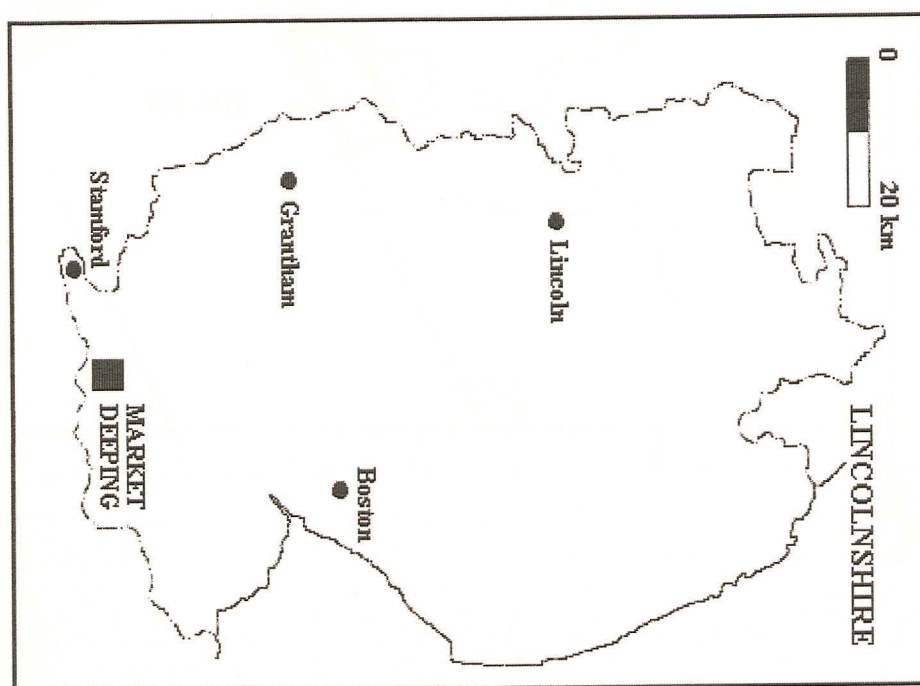 0 20 km
LINCOLNSHIRE
Lincoln
Grantham
Boston
Stamford
MARKET
DEEPING